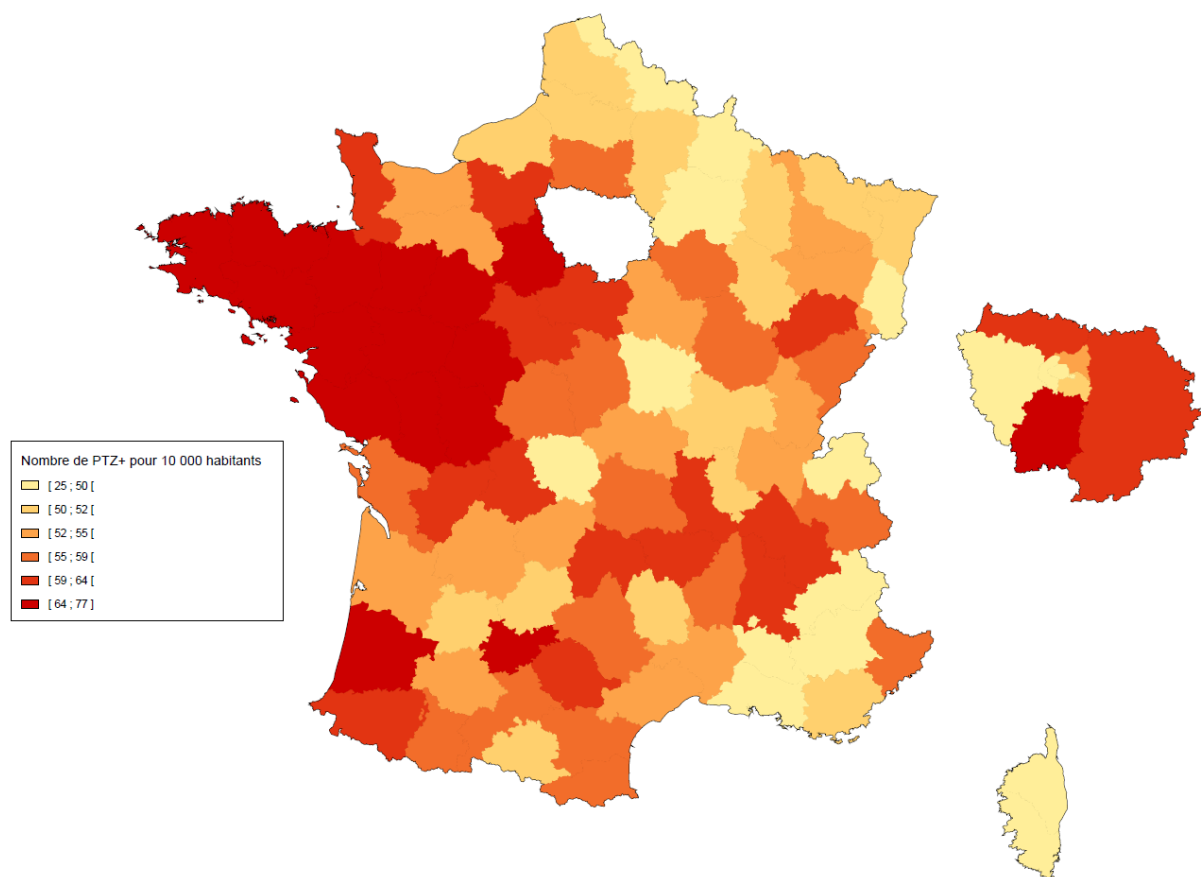 Nombre de PTZ+ pour 10 000 habitants
[ 25 ; 50 [
[ 50 ; 52 [
[ 52 ; 55 [
[ 55 ; 59 [
[ 59 ; 64 [
[ 64 ; 77 ]